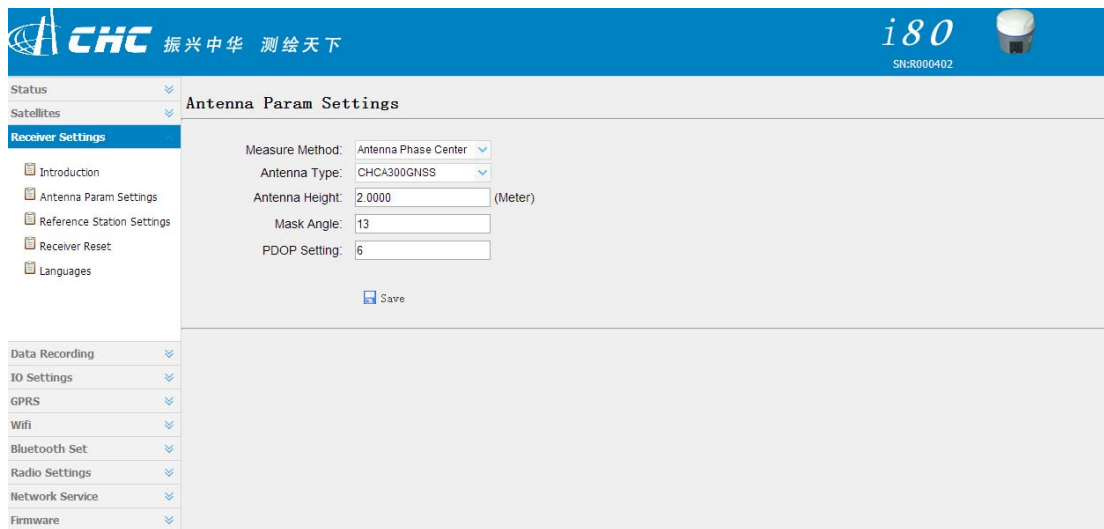 CHC 振兴中华 测绘天下
i80
SN:R000402
Status
Satellites
Receiver Settings
Introduction
Antenna Param Settings
Reference Station Settings
Receiver Reset
Languages
Data Recording
IO Settings
GPRS
Wifi
Bluetooth Set
Radio Settings
Network Service
Firmware
Antenna Param Settings
Measure Method: Antenna Phase Center
Antenna Type: CHCA300GNSS
Antenna Height: 2.0000 (Meter)
Mask Angle: 13
PDOP Setting: 6
Save